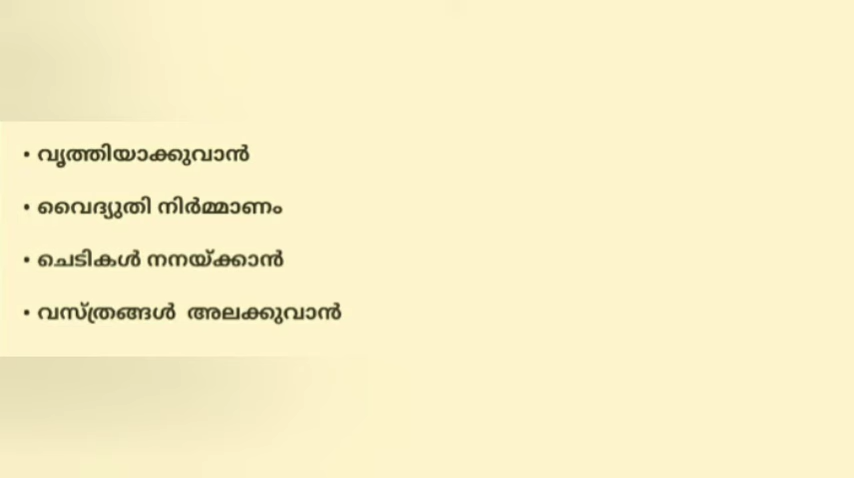 • വൃത്തിയാക്കുവാൻ
• വൈദ്യുതി നിർമ്മാണം
• ചെടികൾ നനയ്ക്കാൻ
• വസ്ത്രങ്ങൾ അലക്കുവാൻ